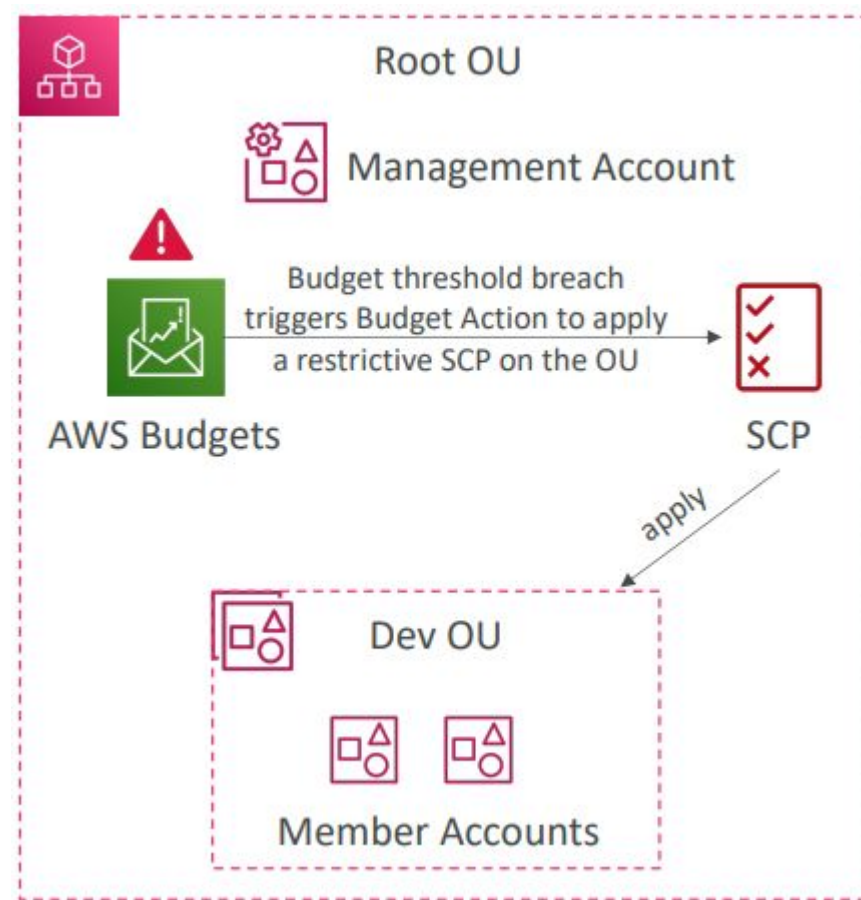 Root OU
Management Account
Budget threshold breach
triggers Budget Action to apply
a restrictive SCP on the OU
AWS Budgets
SCP
apply
Dev OU
Member Accounts